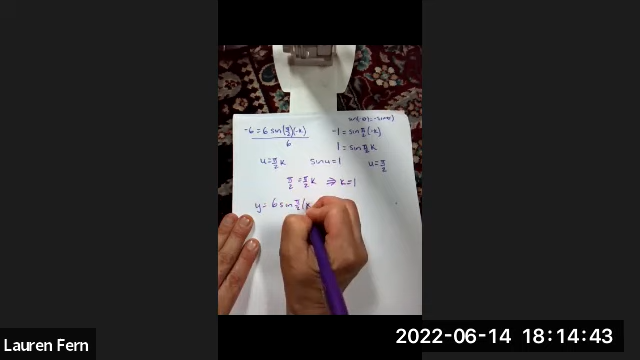 sin(-θ)=-sinθ)
-6 = 6 sin(π/2)(-k)
6
-1 = sin π/2 (-k)
1 = sin π/2 k
u = π/2 k sin u = 1 u = π/2
π/2 = π/2 k ⇒ k = 1
y = 6 sin π/2 (x
Lauren Fern
2022-06-14 18:14:43